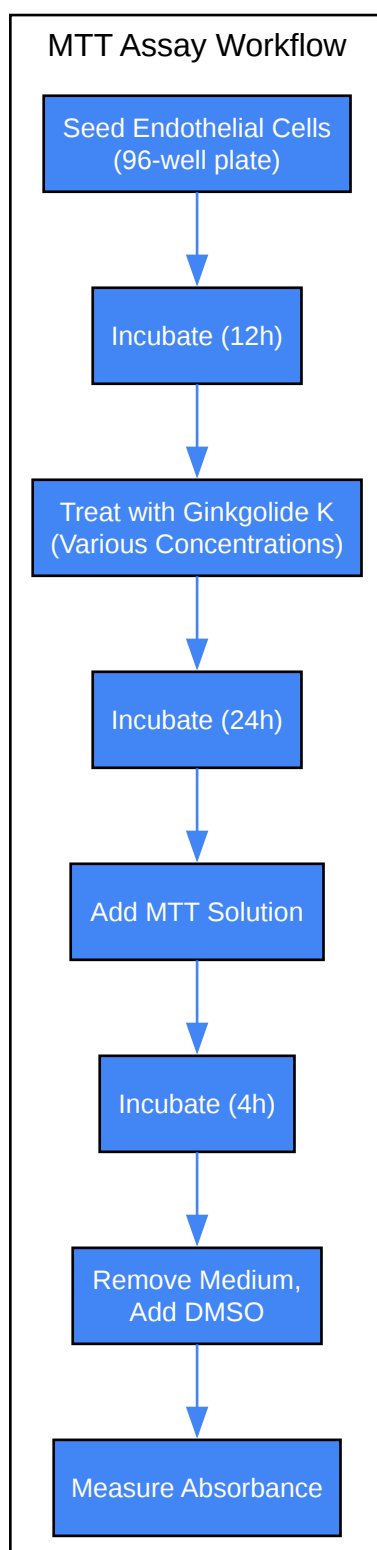 MTT Assay Workflow
Seed Endothelial Cells
(96-well plate)
Incubate (12h)
Treat with Ginkgolide K
(Various Concentrations)
Incubate (24h)
Add MTT Solution
Incubate (4h)
Remove Medium,
Add DMSO
Measure Absorbance